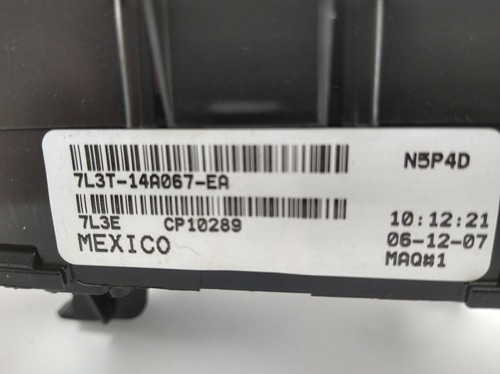 N5P4D
7L3T-14A067-EA
7L3E CP10289 10:12:21
MEXICO 06-12-07
MAQ#1